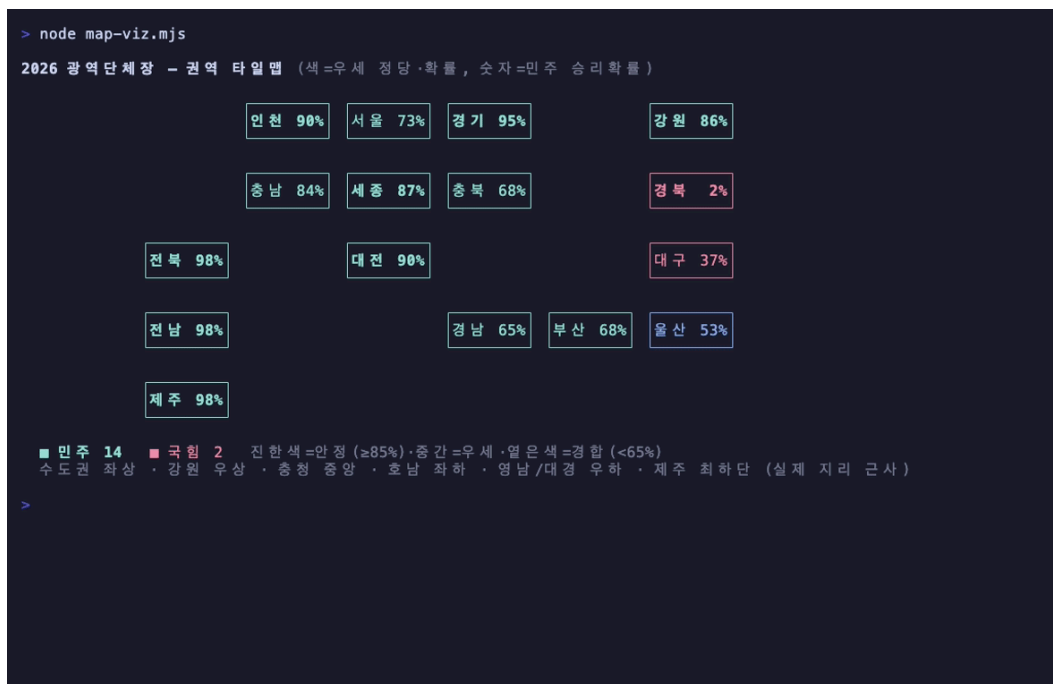 > node map-viz.mjs
2026 광역단체장 — 권역 타일맵 (색=우세 정당·확률, 숫자=민주 승리확률)
인천 90% 서울 73% 경기 95% 강원 86%
충남 84% 세종 87% 충북 68% 경북 2%
전북 98% 대전 90% 대구 37%
전남 98% 경남 65% 부산 68% 울산 53%
제주 98%
■ 민주 14 ■ 국힘 2 진한색=안정(≥85%)·중간=우세·옅은색=경합(<65%)
수도권 좌상 · 강원 우상 · 충청 중앙 · 호남 좌하 · 영남/대경 우하 · 제주 최하단 (실제 지리 근사)
>